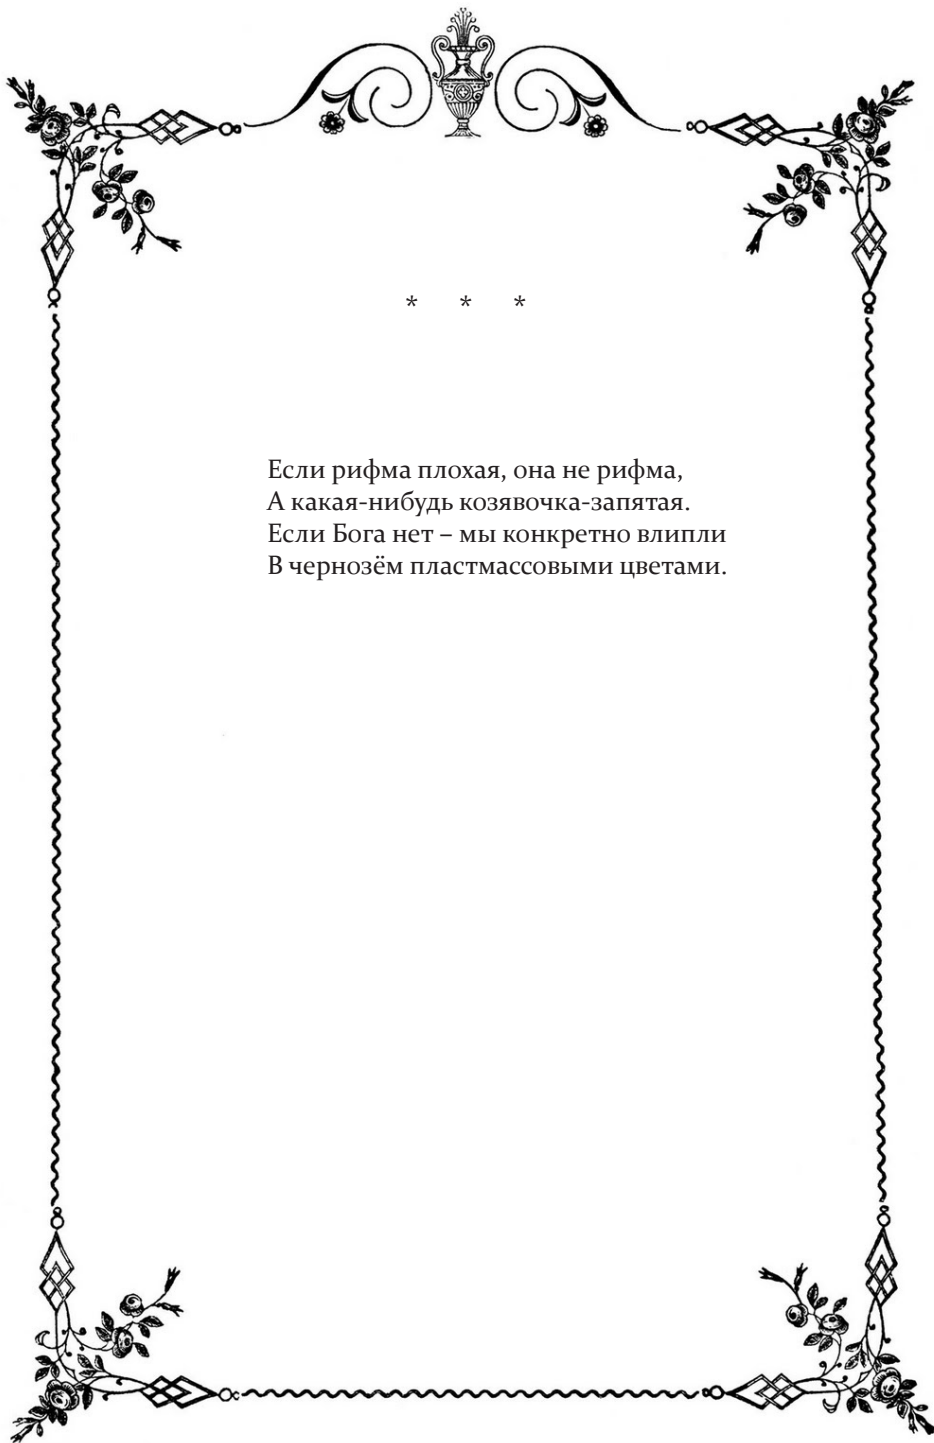 * * *
Если рифма плохая, она не рифма,
А какая-нибудь козявочка-запятая.
Если Бога нет – мы конкретно влипли
В чернозём пластмассовыми цветами.